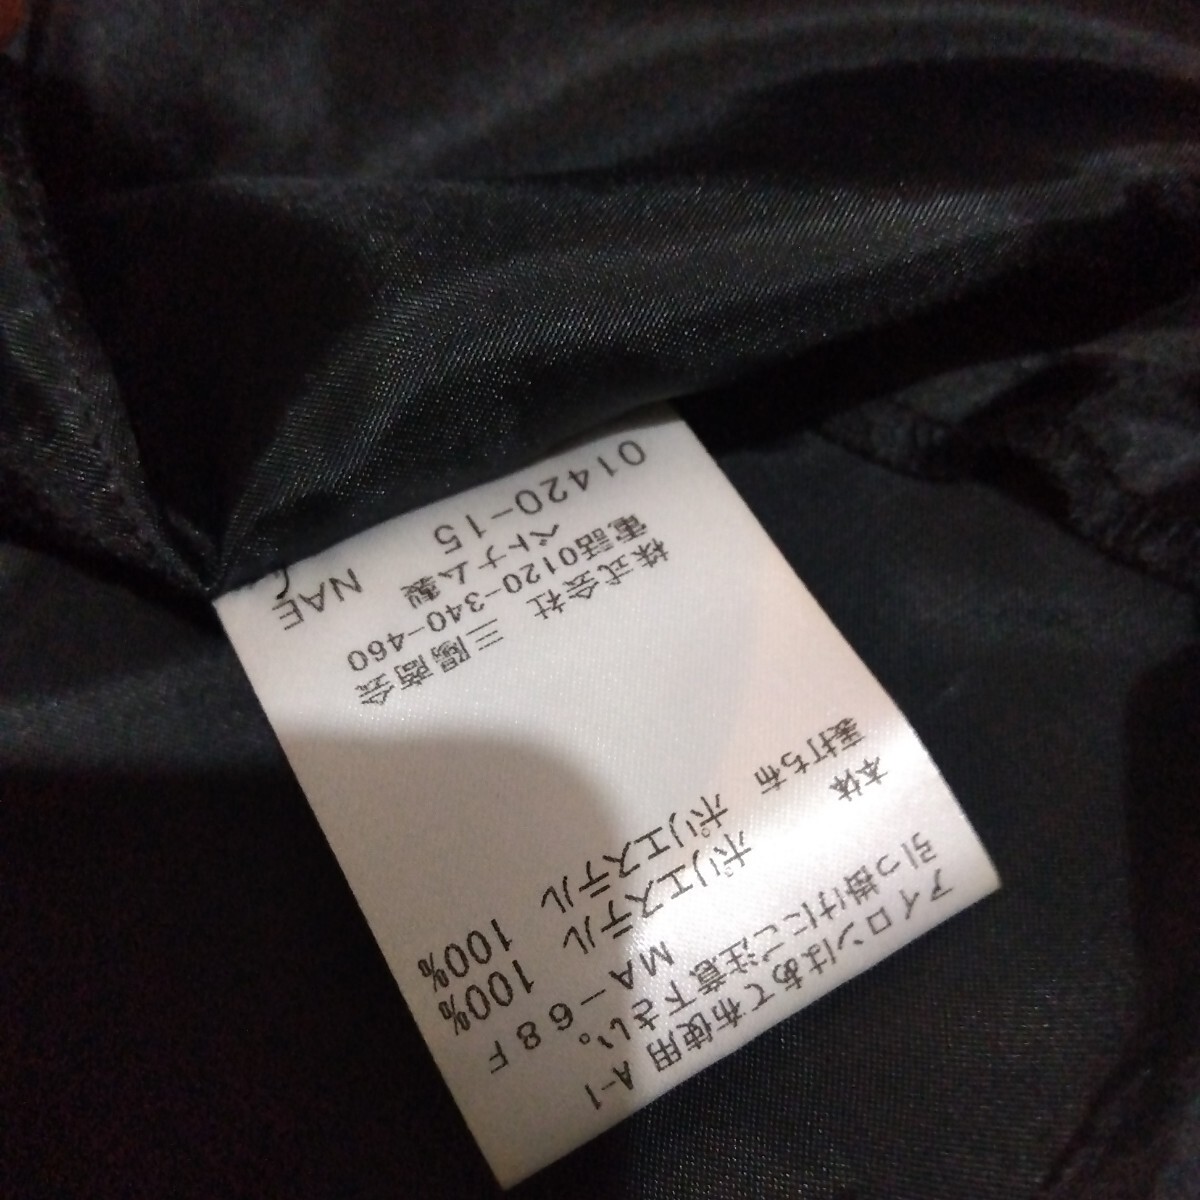 アイロンはあて布使用 A-1
引っ掛けにご注意下さい。
MA-68F
本体 ポリエステル 100%
裏打ち布 ポリエステル 100%
株式会社 三陽商会
電話0120-340-460
ベトナム製
01420-15 NAE